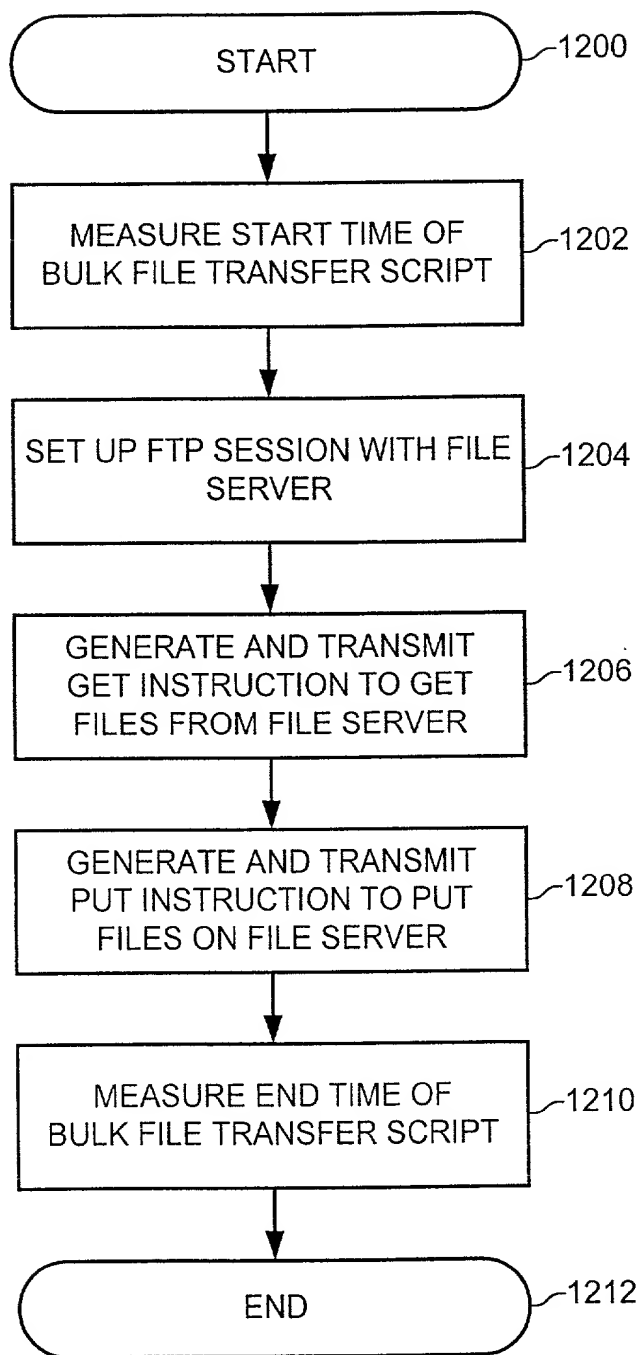 START
1200
MEASURE START TIME OF
BULK FILE TRANSFER SCRIPT
1202
SET UP FTP SESSION WITH FILE
SERVER
1204
GENERATE AND TRANSMIT
GET INSTRUCTION TO GET
FILES FROM FILE SERVER
1206
GENERATE AND TRANSMIT
PUT INSTRUCTION TO PUT
FILES ON FILE SERVER
1208
MEASURE END TIME OF
BULK FILE TRANSFER SCRIPT
1210
END
1212